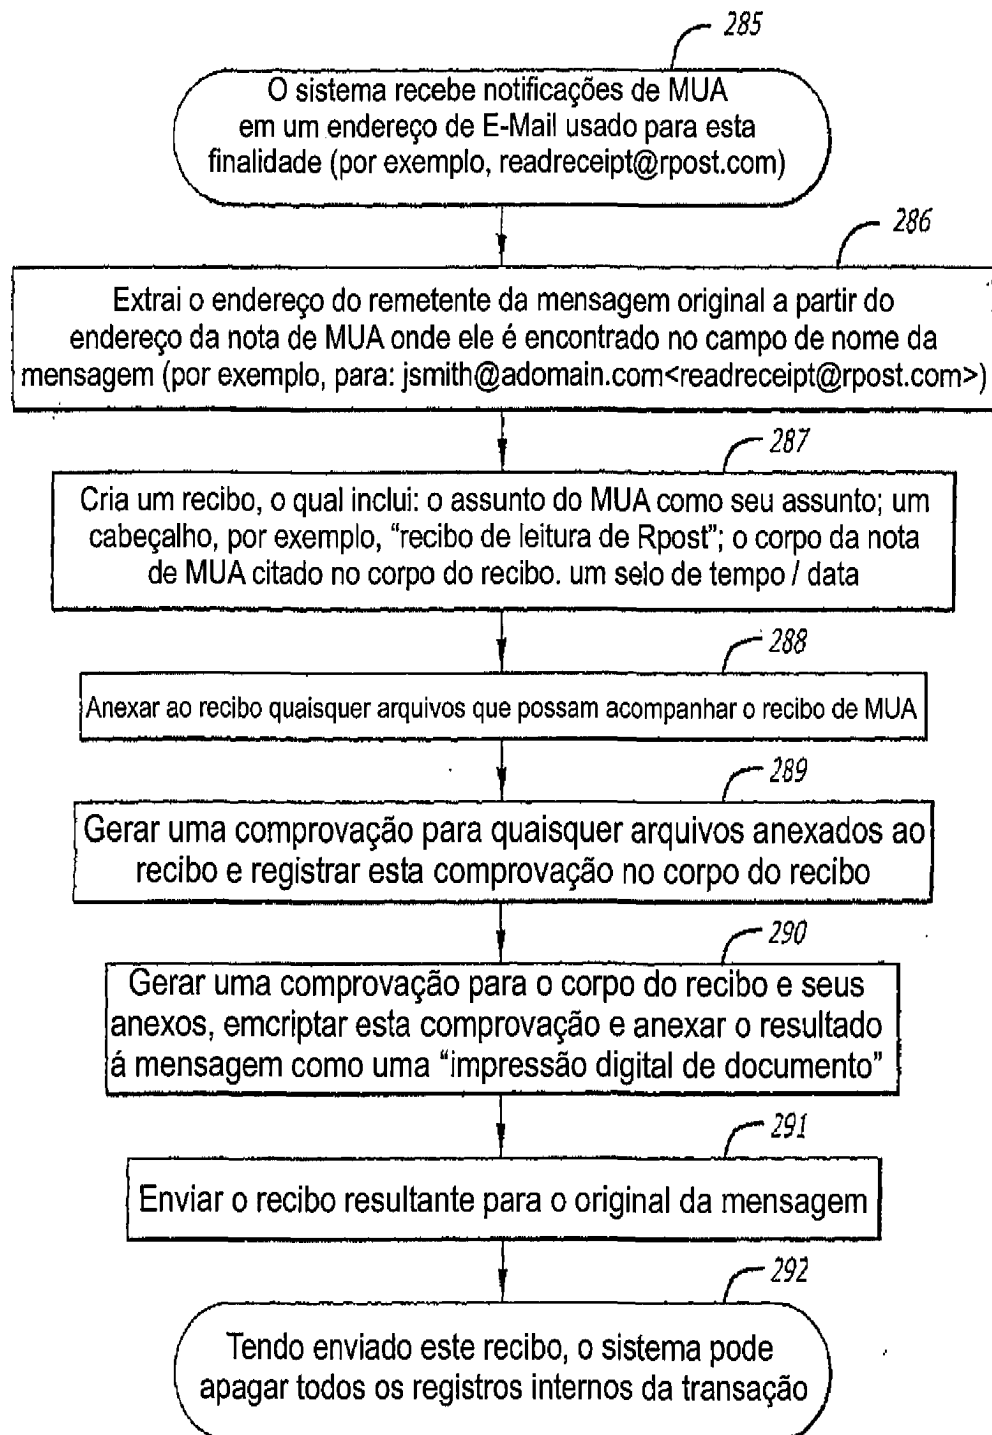 285
O sistema recebe notificações de MUA
em um endereço de E-Mail usado para esta
finalidade (por exemplo, readreceipt@rpost.com)
286
Extrai o endereço do remetente da mensagem original a partir do
endereço da nota de MUA onde ele é encontrado no campo de nome da
mensagem (por exemplo, para: jsmith@adomain.com<readreceipt@rpost.com>)
287
Cria um recibo, o qual inclui: o assunto do MUA como seu assunto; um
cabeçalho, por exemplo, “recibo de leitura de Rpost”; o corpo da nota
de MUA citado no corpo do recibo. um selo de tempo / data
288
Anexar ao recibo quaisquer arquivos que possam acompanhar o recibo de MUA
289
Gerar uma comprovação para quaisquer arquivos anexados ao
recibo e registrar esta comprovação no corpo do recibo
290
Gerar uma comprovação para o corpo do recibo e seus
anexos, emcriptar esta comprovação e anexar o resultado
á mensagem como uma “impressão digital de documento”
291
Enviar o recibo resultante para o original da mensagem
292
Tendo enviado este recibo, o sistema pode
apagar todos os registros internos da transação